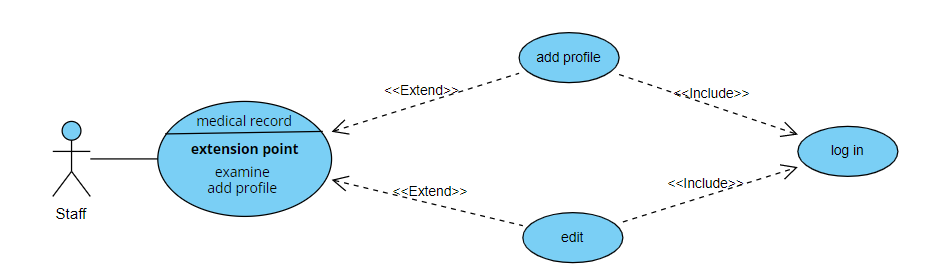 add profile
<<Extend>>
<<Include>>
medical record
extension point
examine
add profile
log in
<<Extend>>
<<Include>>
Staff
edit